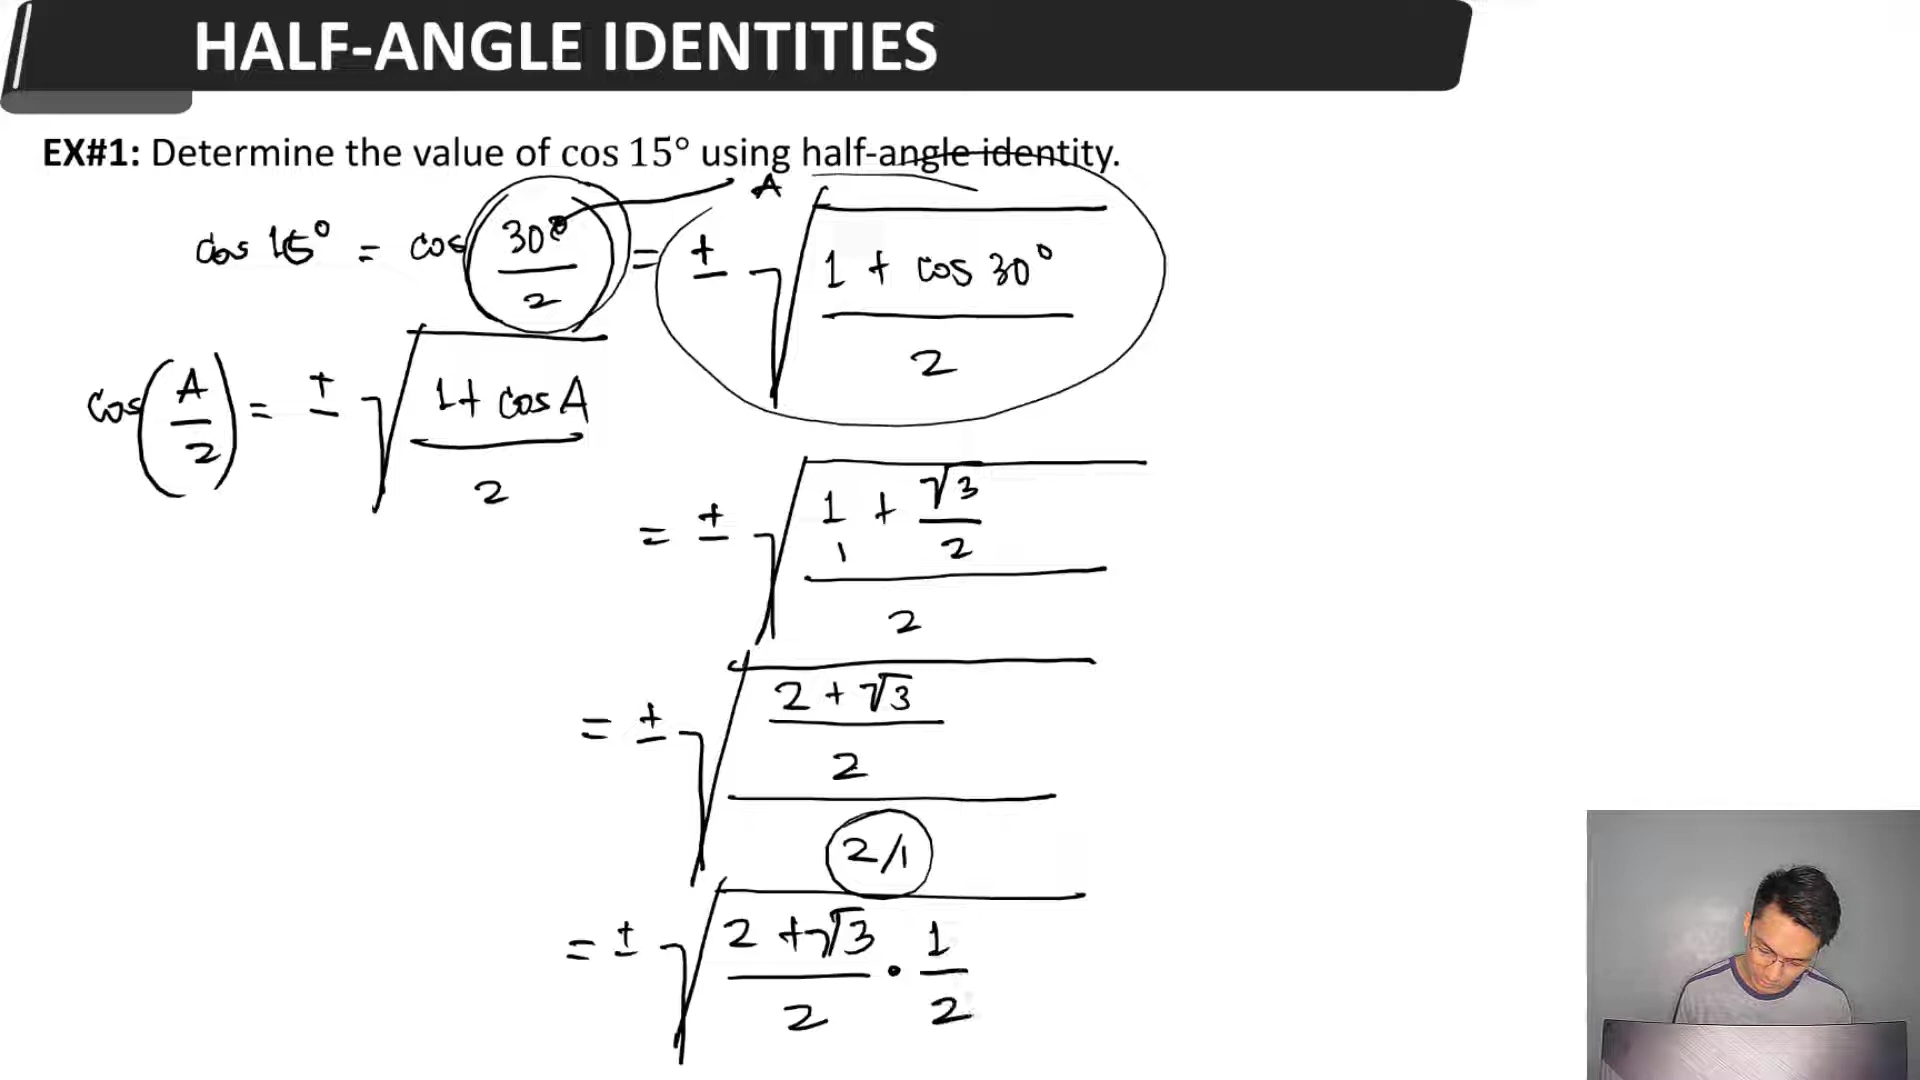 HALF-ANGLE IDENTITIES
EX#1: Determine the value of cos 15° using half-angle identity.
A
cos 15° = cos (30°/2) = ± √((1 + cos 30°)/2)
cos (A/2) = ± √((1 + cos A)/2)
= ± √((1/1 + √3/2)/2)
= ± √(((2 + √3)/2)/(2/1))
= ± √((2 + √3)/2 · 1/2)